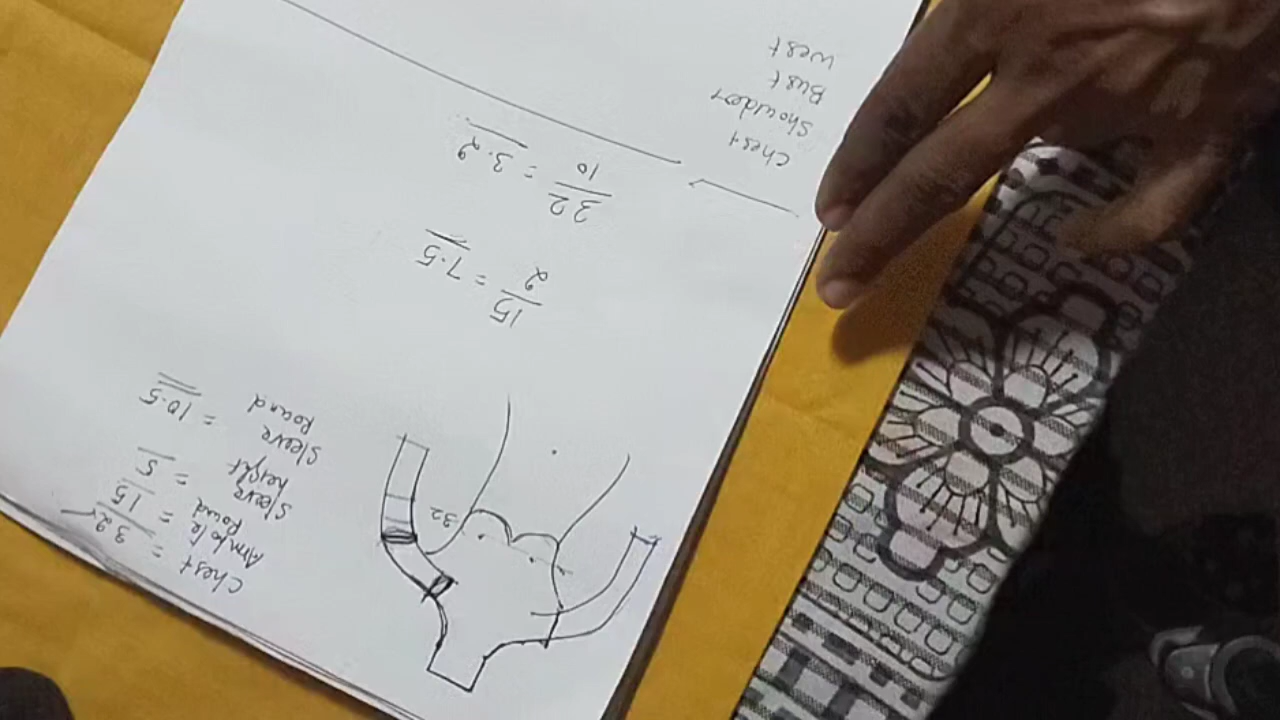 Chest = 32
Armhole Round = 15
Sleeve height = 5
Sleeve Round = 10.5
32
15/2 = 7.5
32/10 = 3.2
Chest
Showder
Bust
West